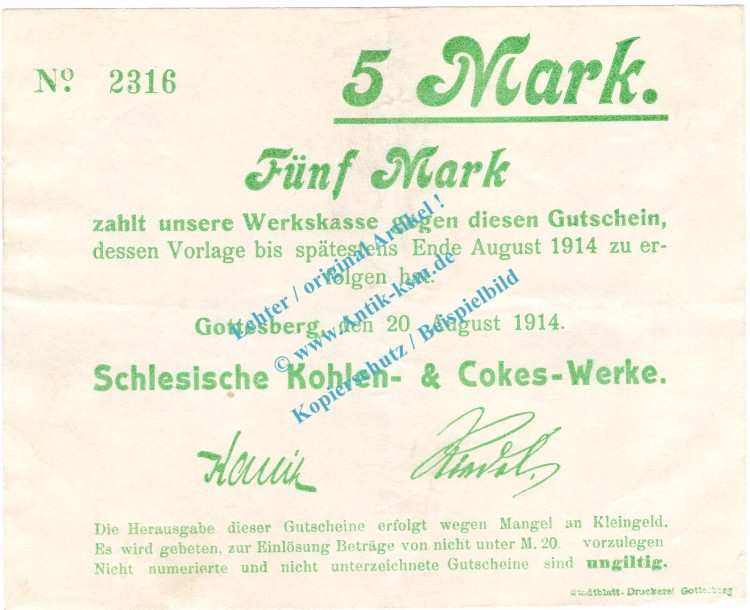 No. 2316
5 Mark.
Fünf Mark
zahlt unsere Werkskasse gegen diesen Gutschein,
dessen Vorlage bis spätestens Ende August 1914 zu er-
folgen hat.
Gottesberg, den 20. August 1914.
Schlesische Kohlen- & Cokes-Werke.
Riedel.
Die Herausgabe dieser Gutscheine erfolgt wegen Mangel an Kleingeld.
Es wird gebeten, zur Einlösung Beträge von nicht unter M. 20.- vorzulegen
Nicht numerierte und nicht unterzeichnete Gutscheine sind ungiltig.
Stadtblatt-Druckerei Gottesberg
Echter / original Artikel !
© www.Antik-ksm.de
Kopierschutz / Beispielbild